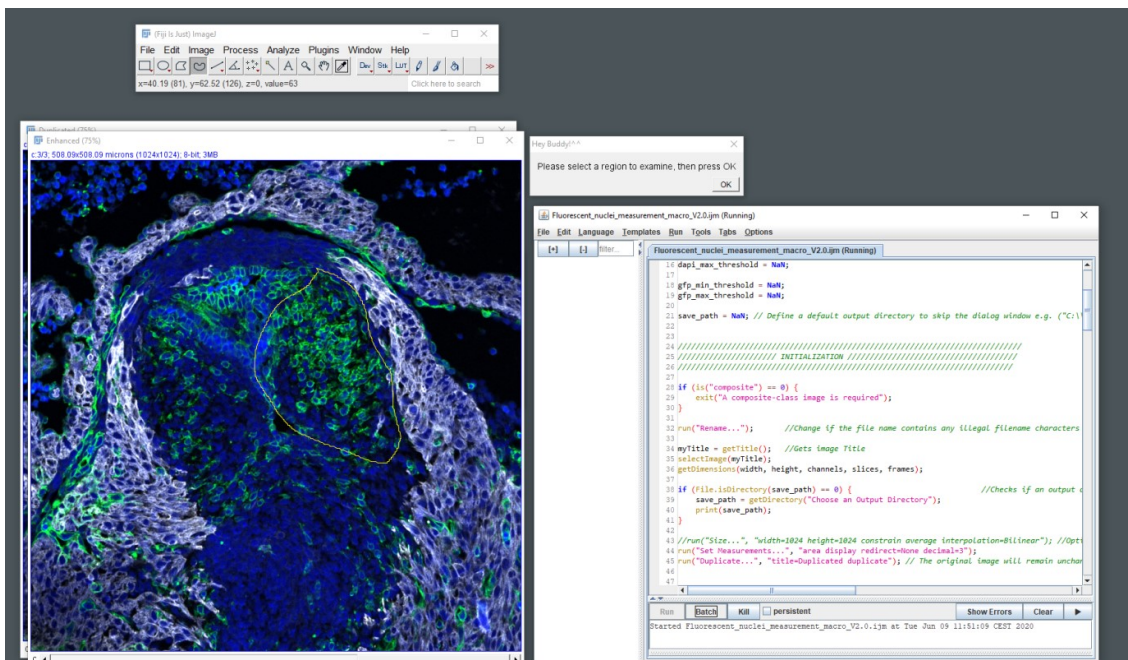 (Fiji Is Just) ImageJ
File Edit Image Process Analyze Plugins Window Help
Dev Stk LUT
x=40.19 (81), y=62.52 (126), z=0, value=63
Click here to search
Duplicated (75%)
Enhanced (75%)
c:3/3; 508.09x508.09 microns (1024x1024); 8-bit; 3MB
Hey Buddy!^^
Please select a region to examine, then press OK
OK
Fluorescent_nuclei_measurement_macro_V2.0.ijm (Running)
File Edit Language Templates Run Tools Tabs Options
[+] [-] filter...
Fluorescent_nuclei_measurement_macro_V2.0.ijm (Running)
16 dapi_max_threshold = NaN;
17
18 gfp_min_threshold = NaN;
19 gfp_max_threshold = NaN;
20
21 save_path = NaN; // Define a default output directory to skip the dialog window e.g. ("C:\
22
23
24 //////////////////////////////////////////////////////////////////////////////
25 ////////////////////// INITIALIZATION //////////////////////////////////////
26 ////////////////////////////////////////////////////////////////////////////
27
28 if (is("composite") == 0) {
29 exit("A composite-class image is required");
30 }
31
32 run("Rename..."); //Change if the file name contains any illegal filename characters
33
34 myTitle = getTitle(); //Gets image Title
35 selectImage(myTitle);
36 getDimensions(width, height, channels, slices, frames);
37
38 if (File.isDirectory(save_path) == 0) { //Checks if an output
39 save_path = getDirectory("Choose an Output Directory");
40 print(save_path);
41 }
42
43 //run("Size...", "width=1024 height=1024 constrain average interpolation=Bilinear"); //Opt
44 run("Set Measurements...", "area display redirect=None decimal=3");
45 run("Duplicate...", "title=Duplicated duplicate"); // The original image will remain unchan
46
47
Run Batch Kill persistent Show Errors Clear
Started Fluorescent_nuclei_measurement_macro_V2.0.ijm at Tue Jun 09 11:51:09 CEST 2020